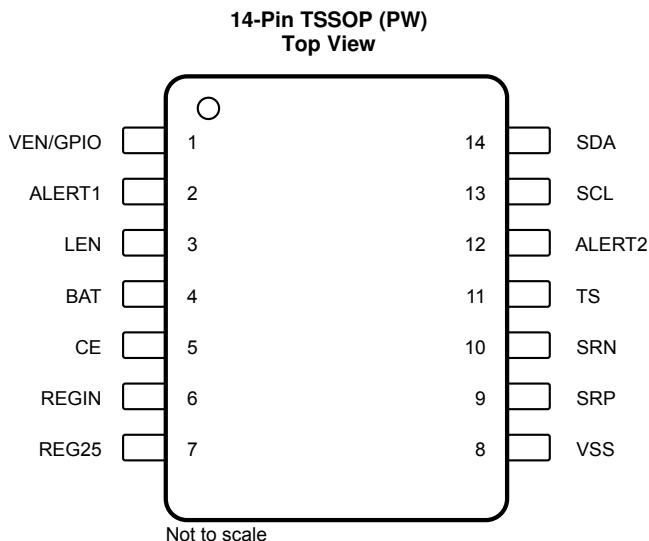 14-Pin TSSOP (PW)
Top View
VEN/GPIO 1 14 SDA
ALERT1 2 13 SCL
LEN 3 12 ALERT2
BAT 4 11 TS
CE 5 10 SRN
REGIN 6 9 SRP
REG25 7 8 VSS
Not to scale